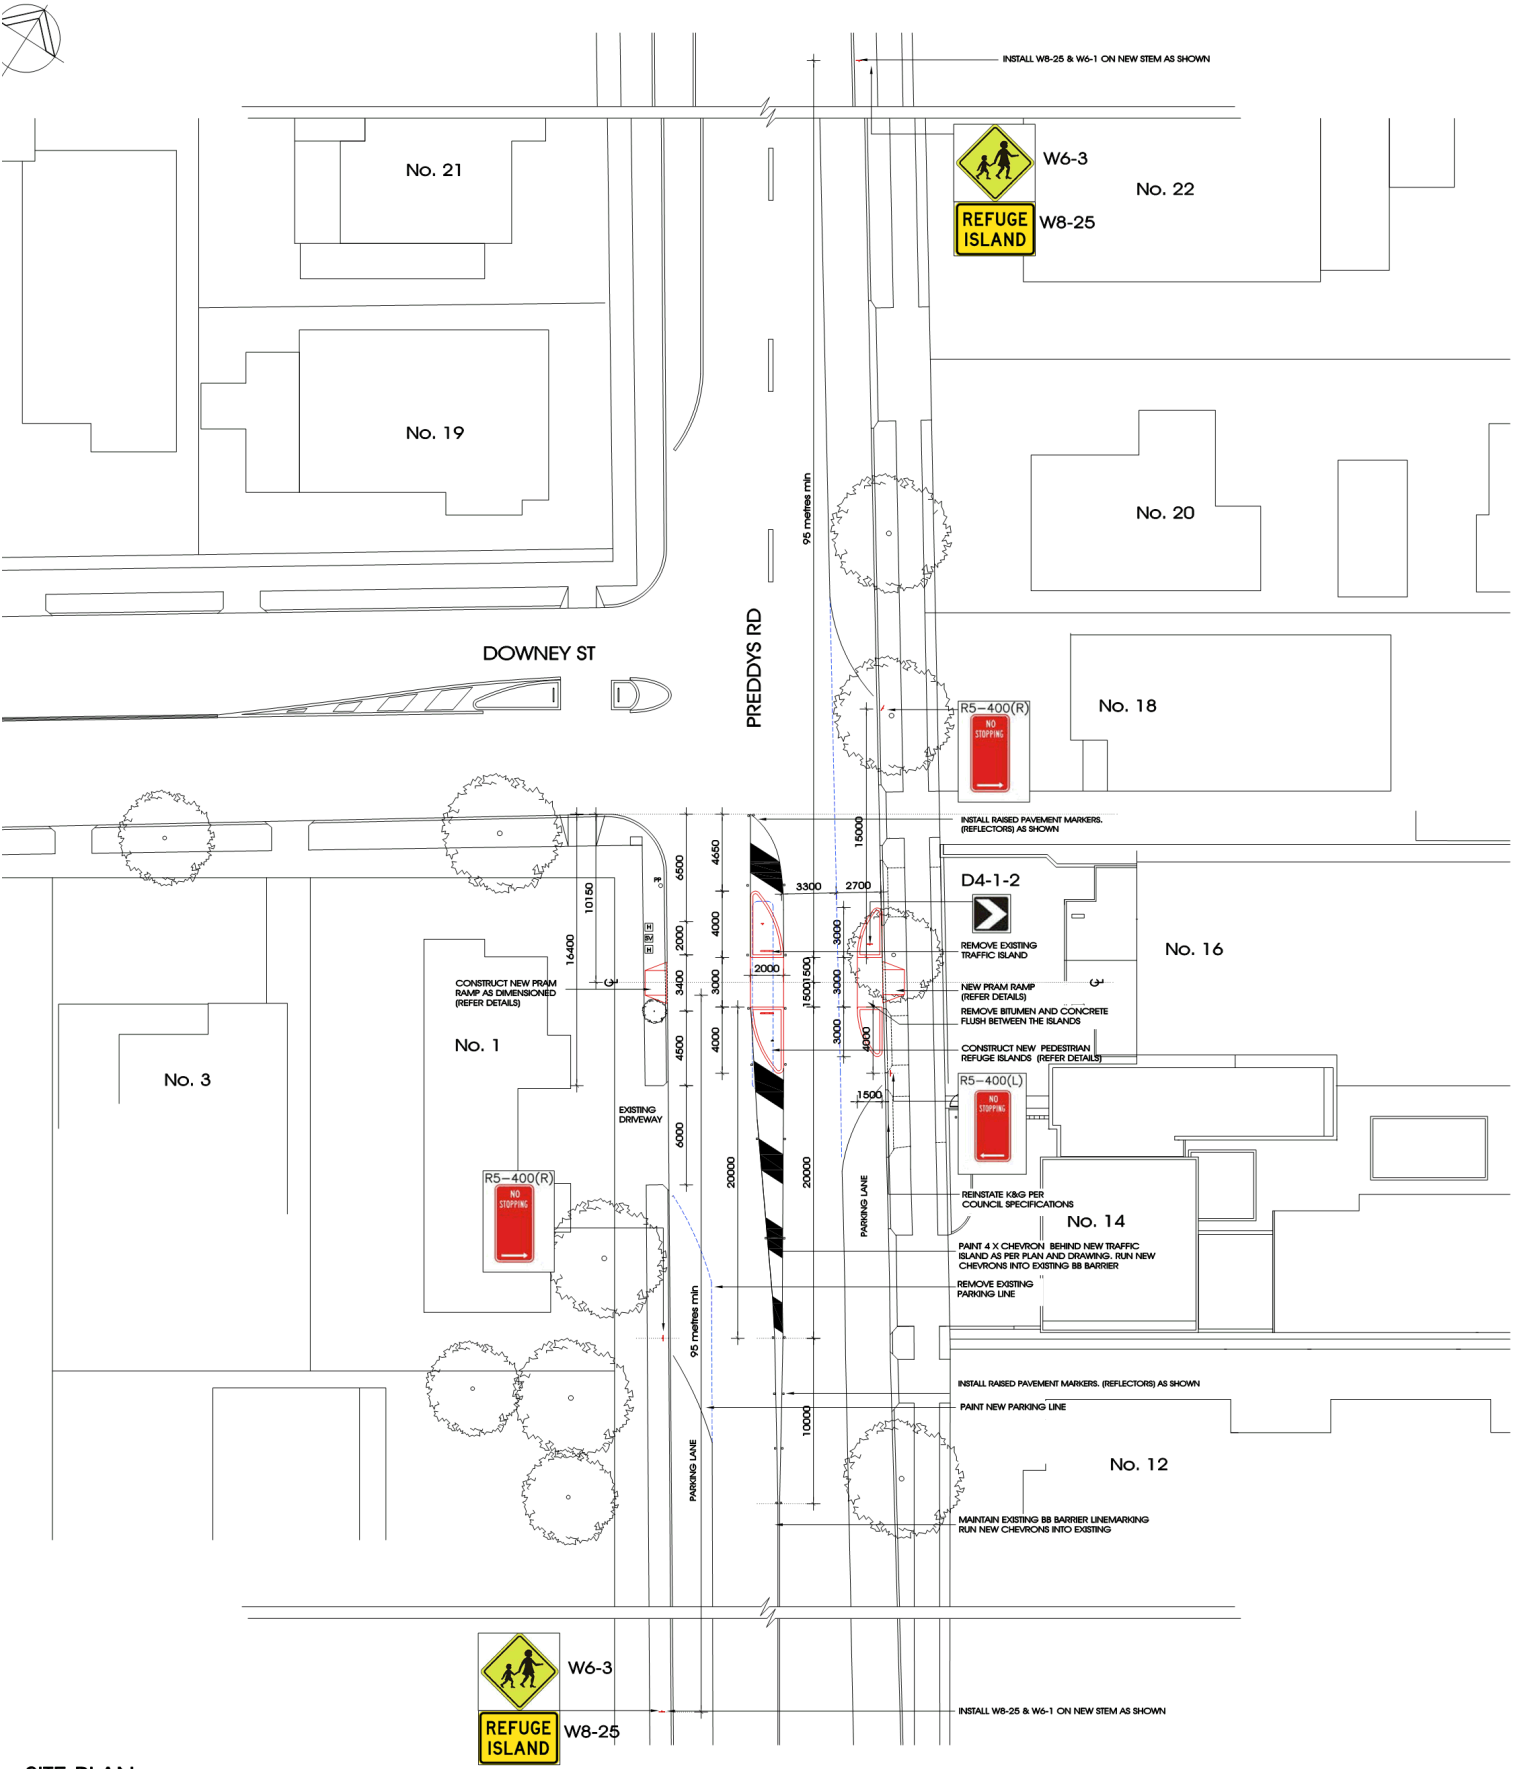 INSTALL W8-25 & W6-1 ON NEW STEM AS SHOWN
W6-3
REFUGE
ISLAND
W8-25
No. 21
No. 22
No. 19
95 metres min
No. 20
DOWNEY ST
PREDDYS RD
R5-400(R)
NO
STOPPING
No. 18
INSTALL RAISED PAVEMENT MARKERS.
(REFLECTORS) AS SHOWN
15000
4650
6500
10150
16400
PP
3300
2700
D4-1-2
H
SV
H
2000
4000
3000
REMOVE EXISTING
TRAFFIC ISLAND
No. 16
2000
1500
1500
3400
3000
3000
CONSTRUCT NEW PRAM
RAMP AS DIMENSIONED
(REFER DETAILS)
NEW PRAM RAMP
(REFER DETAILS)
REMOVE BITUMEN AND CONCRETE
FLUSH BETWEEN THE ISLANDS
No. 1
4500
4000
3000
4000
CONSTRUCT NEW PEDESTRIAN
REFUGE ISLANDS (REFER DETAILS)
No. 3
R5-400(L)
NO
STOPPING
1500
EXISTING
DRIVEWAY
6000
20000
20000
PARKING LANE
R5-400(R)
NO
STOPPING
REINSTATE K&G PER
COUNCIL SPECIFICATIONS
No. 14
PAINT 4 X CHEVRON BEHIND NEW TRAFFIC
ISLAND AS PER PLAN AND DRAWING. RUN NEW
CHEVRONS INTO EXISTING BB BARRIER
REMOVE EXISTING
PARKING LINE
95 metres min
INSTALL RAISED PAVEMENT MARKERS. (REFLECTORS) AS SHOWN
PAINT NEW PARKING LINE
10000
PARKING LANE
No. 12
MAINTAIN EXISTING BB BARRIER LINEMARKING
RUN NEW CHEVRONS INTO EXISTING
W6-3
INSTALL W8-25 & W6-1 ON NEW STEM AS SHOWN
REFUGE
ISLAND
W8-25
SITE PLAN